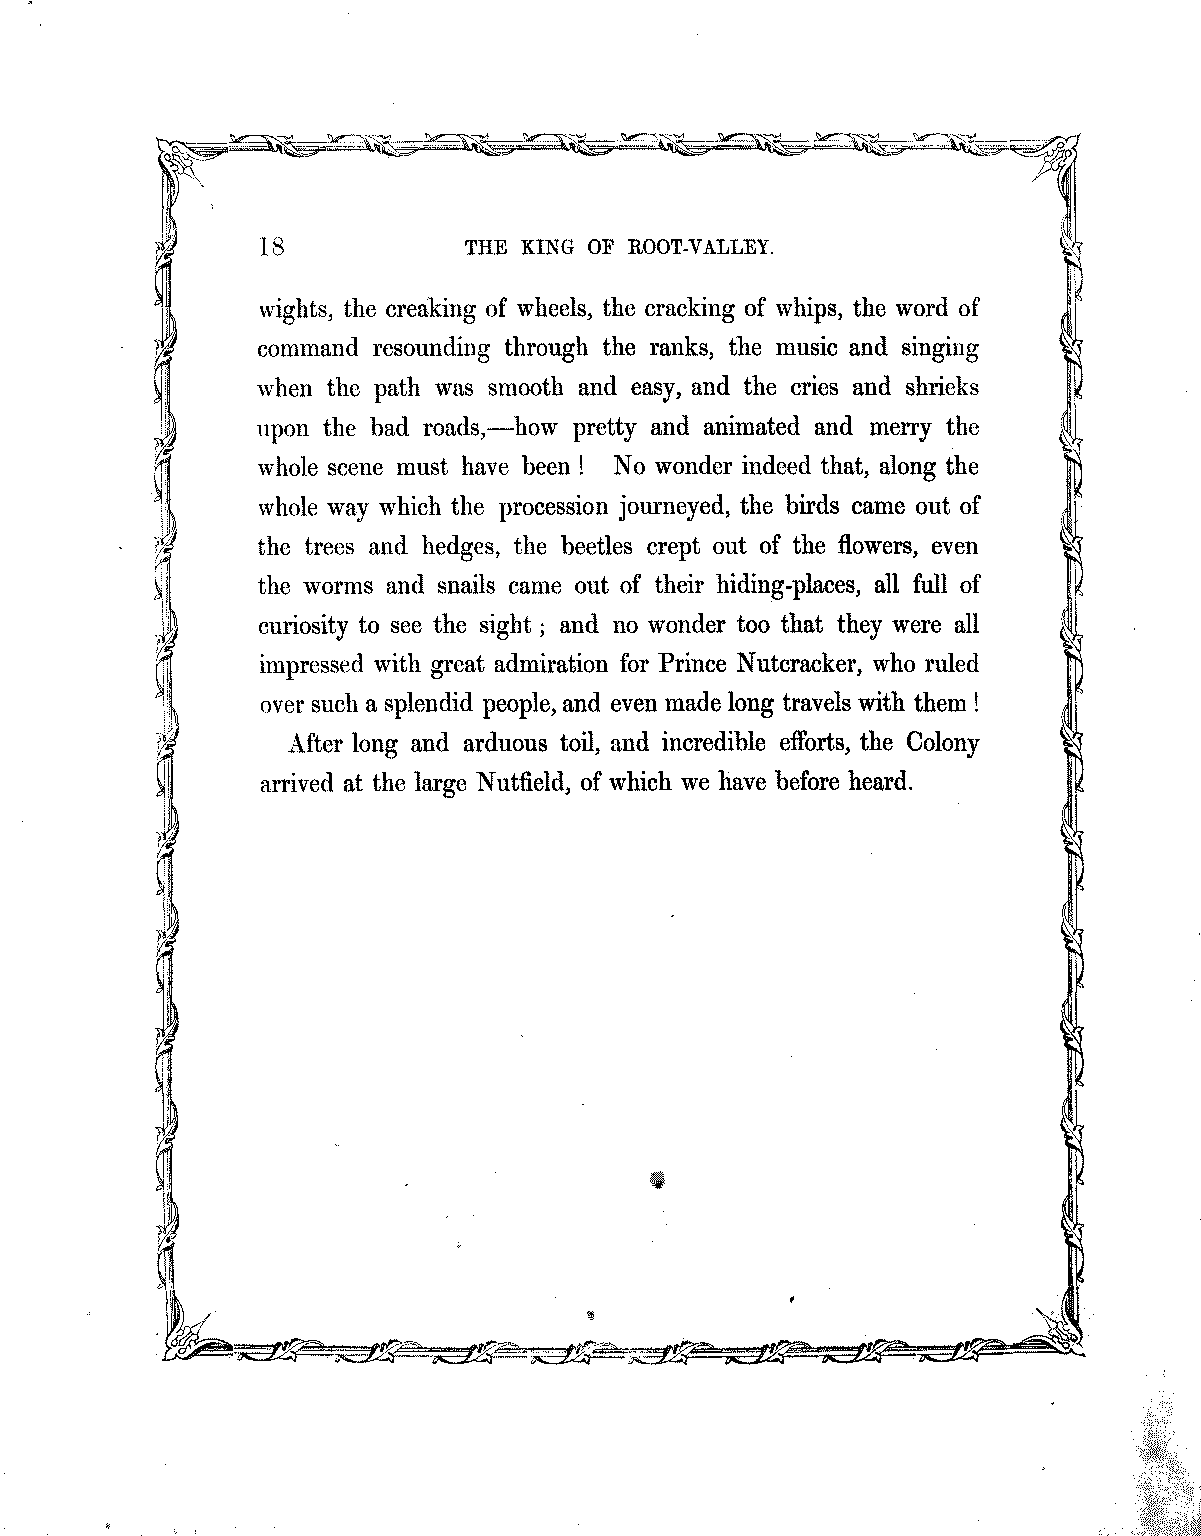 18 THE KING OF ROOT-VALLEY.
wights, the creaking of wheels, the cracking of whips, the word of
command resounding through the ranks, the music and singing
when the path was smooth and easy, and the cries and shrieks
upon the bad roads,—how pretty and animated and merry the
whole scene must have been ! No wonder indeed that, along the
whole way which the procession journeyed, the birds came out of
the trees and hedges, the beetles crept out of the flowers, even
the worms and snails came out of their hiding-places, all full of
curiosity to see the sight ; and no wonder too that they were all
impressed with great admiration for Prince Nutcracker, who ruled
over such a splendid people, and even made long travels with them !
After long and arduous toil, and incredible efforts, the Colony
arrived at the large Nutfield, of which we have before heard.